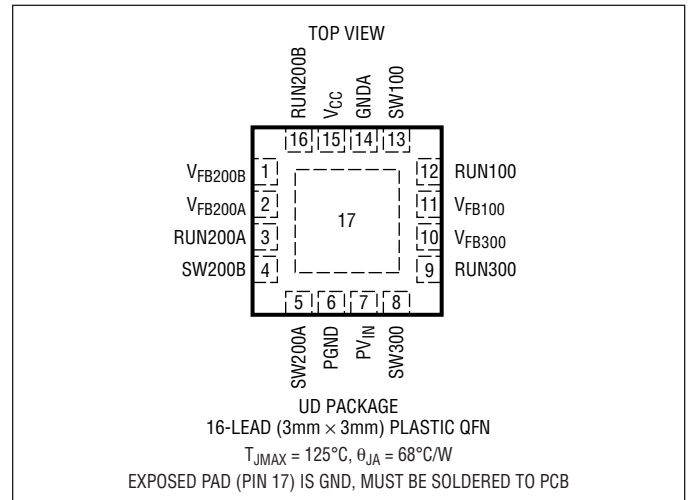 TOP VIEW
RUN200B
VCC
GNDA
SW100
16 15 14 13
VFB200B 1
VFB200A 2
RUN200A 3
SW200B 4
17
12 RUN100
11 VFB100
10 VFB300
9 RUN300
5 6 7 8
SW200A
PGND
PVIN
SW300
UD PACKAGE
16-LEAD (3mm × 3mm) PLASTIC QFN
TJMAX = 125°C, θJA = 68°C/W
EXPOSED PAD (PIN 17) IS GND, MUST BE SOLDERED TO PCB